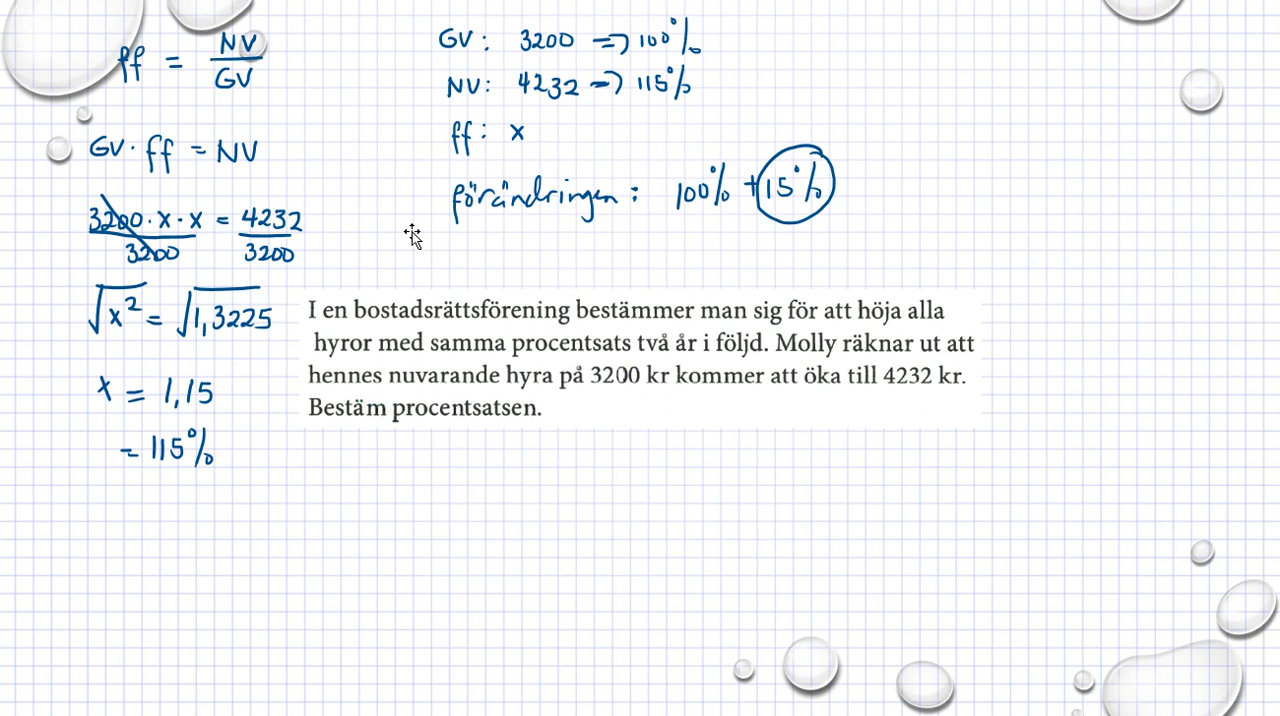 ff = NV / GV
GV · ff = NV
3200 · x · x / 3200 = 4232 / 3200
√x² = √1,3225
x = 1,15
= 115%
GV: 3200 => 100%
NV: 4232 => 115%
ff: x
förändringen: 100% + 15%
I en bostadsrättsförening bestämmer man sig för att höja alla
hyror med samma procentsats två år i följd. Molly räknar ut att
hennes nuvarande hyra på 3200 kr kommer att öka till 4232 kr.
Bestäm procentsatsen.